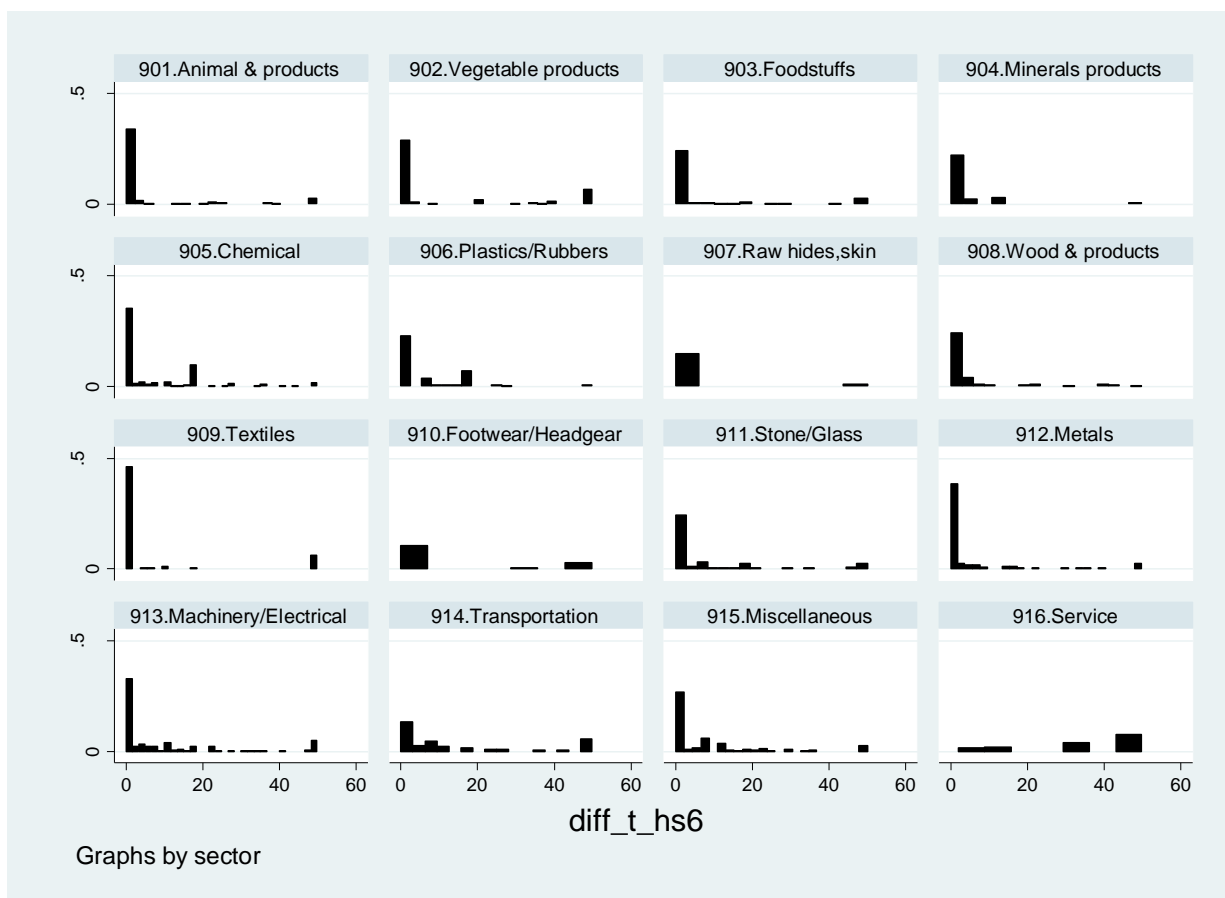 901.Animal & products 902.Vegetable products 903.Foodstuffs 904.Minerals products
.5
0
905.Chemical 906.Plastics/Rubbers 907.Raw hides,skin 908.Wood & products
.5
0
909.Textiles 910.Footwear/Headgear 911.Stone/Glass 912.Metals
.5
0
913.Machinery/Electrical 914.Transportation 915.Miscellaneous 916.Service
.5
0
0 20 40 60 0 20 40 60 0 20 40 60 0 20 40 60
diff_t_hs6
Graphs by sector